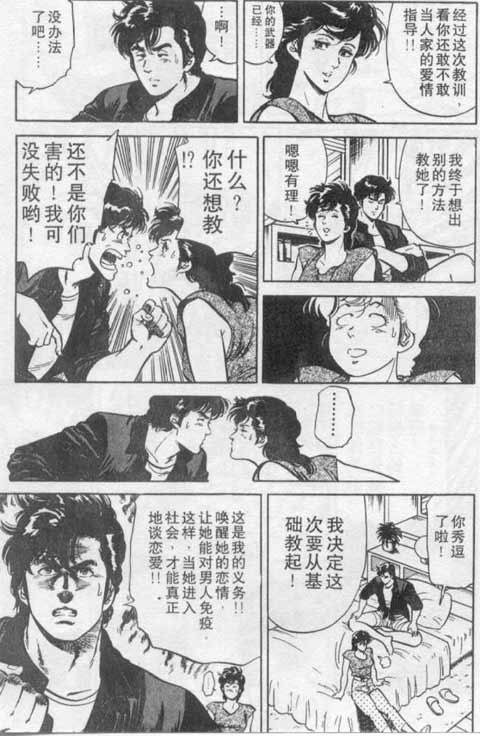 经过这次教训，
看你还敢不敢
当人家的爱情
指导!!
你的武器
已经……
…啊！
没办法
了吧……
我终于想出
别的方法
教她了！
嗯嗯
有理！
什么？
你还想教
!?
还不是你们
害的！我可
没失败哟！
………
你秀逗
了啦！
我决定这
次要从基
础教起！
这是我的义务!!
唤醒她的恋情，
让她能对男人免疫，
这样，当她进入
社会，才能真正
地谈恋爱!!